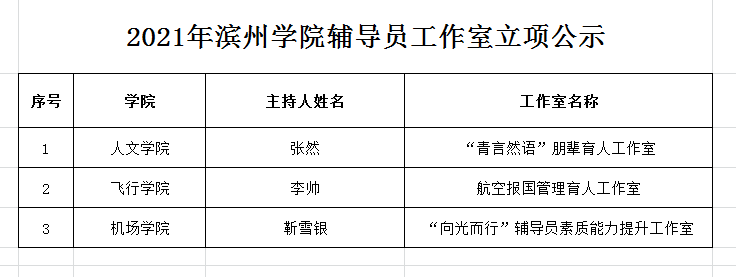 2021年滨州学院辅导员工作室立项公示
序号 学院 主持人姓名 工作室名称
1 人文学院 张然 “青言然语”朋辈育人工作室
2 飞行学院 李帅 航空报国管理育人工作室
3 机场学院 靳雪银 “向光而行”辅导员素质能力提升工作室